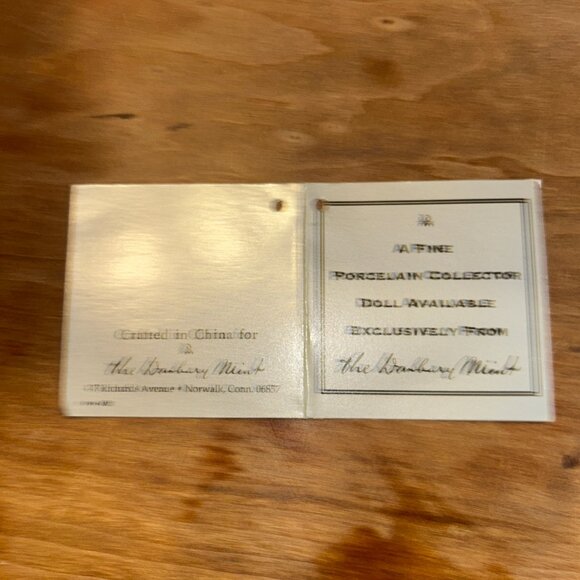 Crafted in China for
the Danbury Mint
Richards Avenue • Norwalk, Conn. 06857
A Fine
Porcelain Collector
Doll Available
Exclusively From
the Danbury Mint